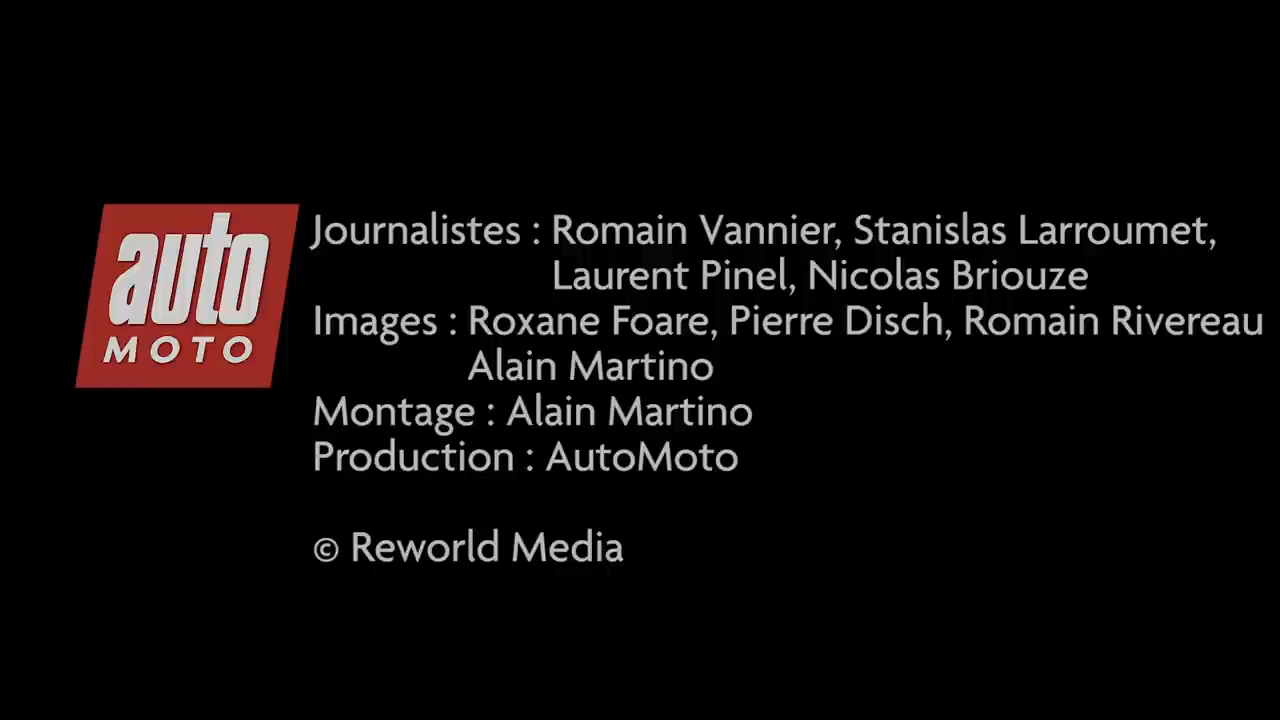 auto
MOTO
Journalistes : Romain Vannier, Stanislas Larroumet,
Laurent Pinel, Nicolas Briouze
Images : Roxane Foare, Pierre Disch, Romain Rivereau
Alain Martino
Montage : Alain Martino
Production : AutoMoto
© Reworld Media